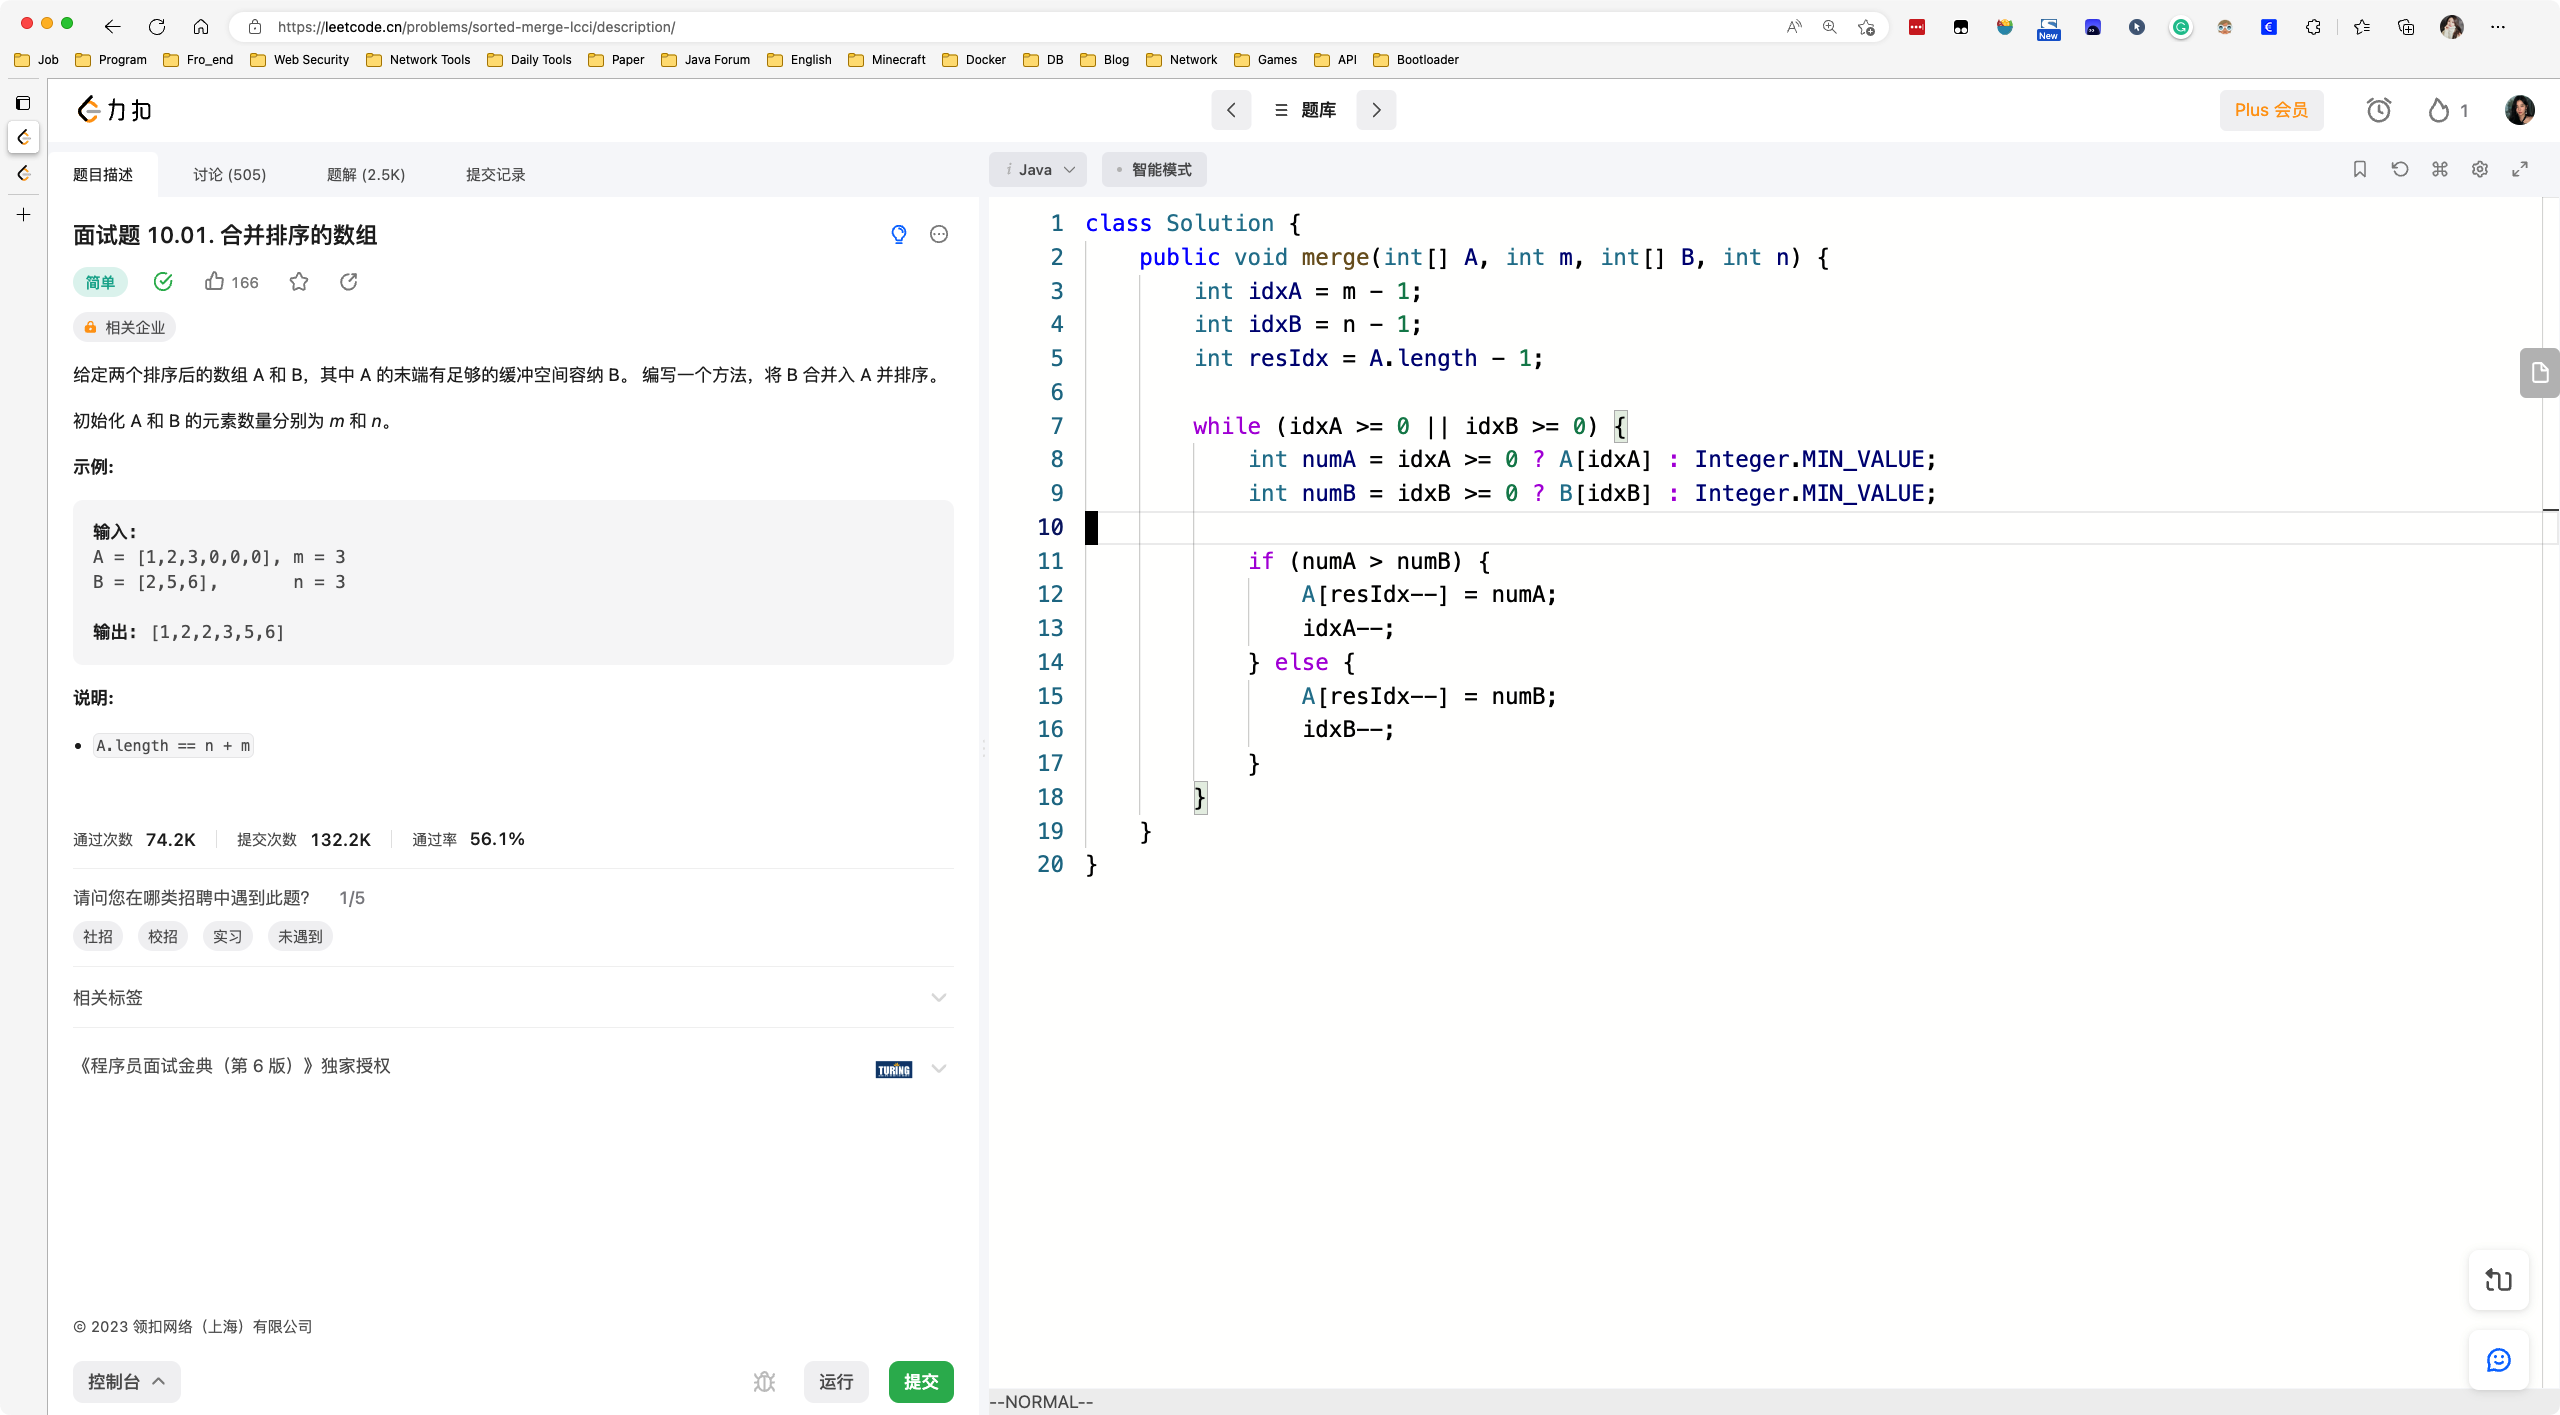 https://leetcode.cn/problems/sorted-merge-lcci/description/
New
Job Program Fro_end Web Security Network Tools Daily Tools Paper Java Forum English Minecraft Docker DB Blog Network Games API Bootloader
力扣
题库
Plus 会员
1
题目描述 讨论 (505) 题解 (2.5K) 提交记录
面试题 10.01. 合并排序的数组
简单 166
相关企业
给定两个排序后的数组 A 和 B，其中 A 的末端有足够的缓冲空间容纳 B。 编写一个方法，将 B 合并入 A 并排序。
初始化 A 和 B 的元素数量分别为 m 和 n。
示例:
输入:
A = [1,2,3,0,0,0], m = 3
B = [2,5,6],       n = 3
输出: [1,2,2,3,5,6]
说明:
A.length == n + m
通过次数 74.2K 提交次数 132.2K 通过率 56.1%
请问您在哪类招聘中遇到此题? 1/5
社招 校招 实习 未遇到
相关标签
《程序员面试金典（第 6 版）》独家授权 TURING
© 2023 领扣网络（上海）有限公司
控制台 运行 提交
i Java 智能模式
1 class Solution {
2     public void merge(int[] A, int m, int[] B, int n) {
3         int idxA = m - 1;
4         int idxB = n - 1;
5         int resIdx = A.length - 1;
6
7         while (idxA >= 0 || idxB >= 0) {
8             int numA = idxA >= 0 ? A[idxA] : Integer.MIN_VALUE;
9             int numB = idxB >= 0 ? B[idxB] : Integer.MIN_VALUE;
10
11             if (numA > numB) {
12                 A[resIdx--] = numA;
13                 idxA--;
14             } else {
15                 A[resIdx--] = numB;
16                 idxB--;
17             }
18         }
19     }
20 }
--NORMAL--